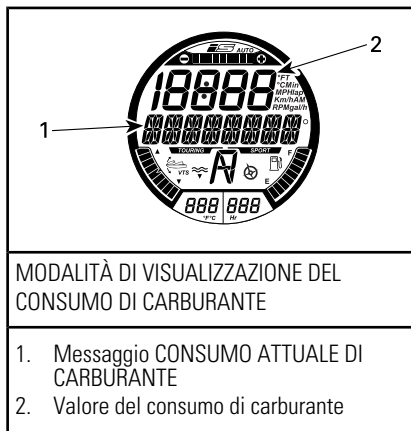 iS AUTO
2
18888
°FT
°CMin
MPHlap
Km/hAM
RPMgal/h
1
TOURING SPORT F
VTS
N
E
888 888
°F°C Hr
MODALITÀ DI VISUALIZZAZIONE DEL
CONSUMO DI CARBURANTE
1. Messaggio CONSUMO ATTUALE DI
CARBURANTE
2. Valore del consumo di carburante